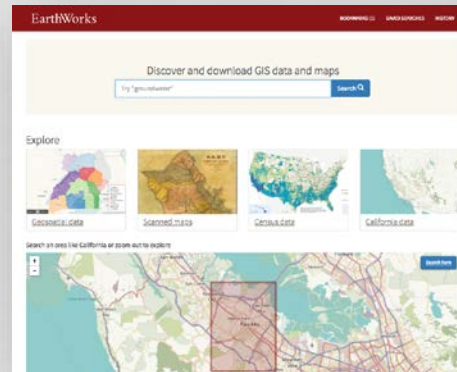 EarthWorks
BOOKMARKS
SAVED SEARCHES
HISTORY
Discover and download GIS data and maps
Try "groundwater"
Search
Explore
Geospatial data
Scanned maps
Census data
California data
Search an area like California or zoom out to explore
+
-
Search here